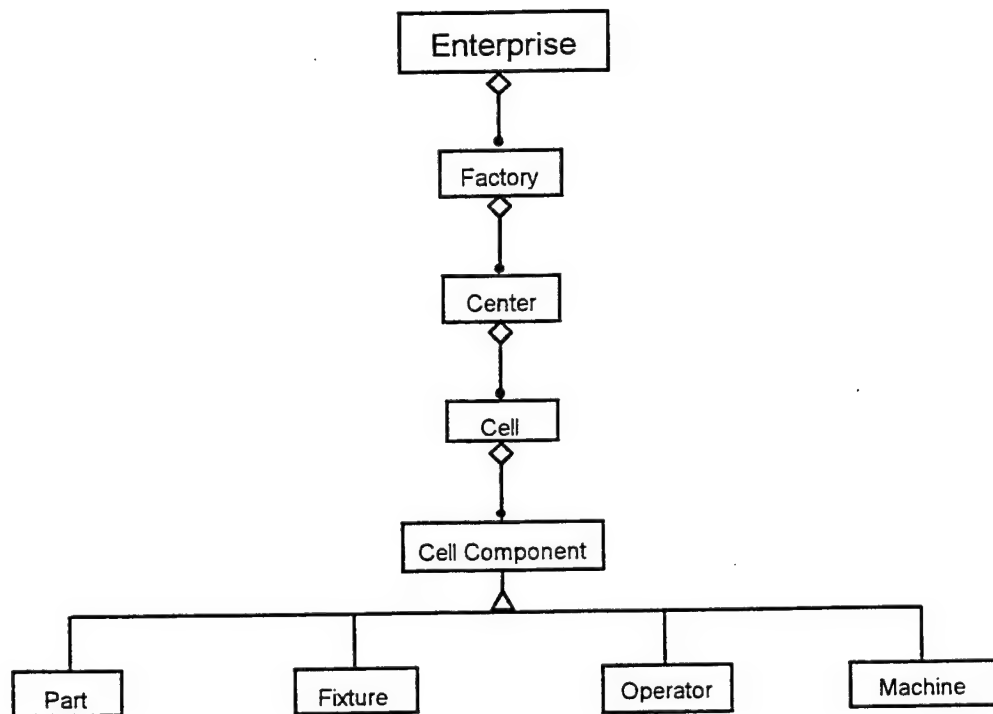 Enterprise
Factory
Center
Cell
Cell Component
Part
Fixture
Operator
Machine